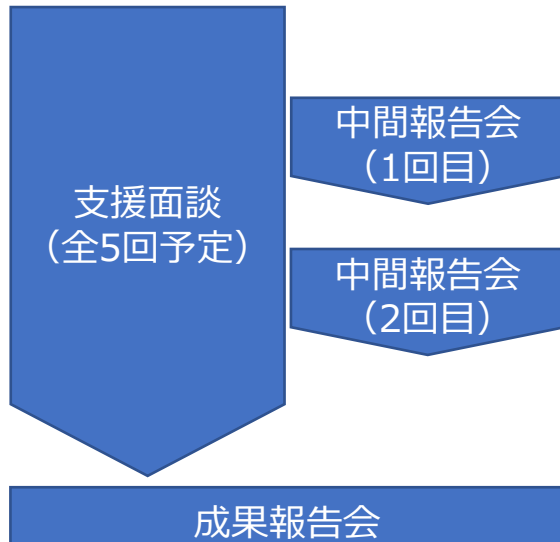 支援面談
（全5回予定）
中間報告会
（1回目）
中間報告会
（2回目）
成果報告会